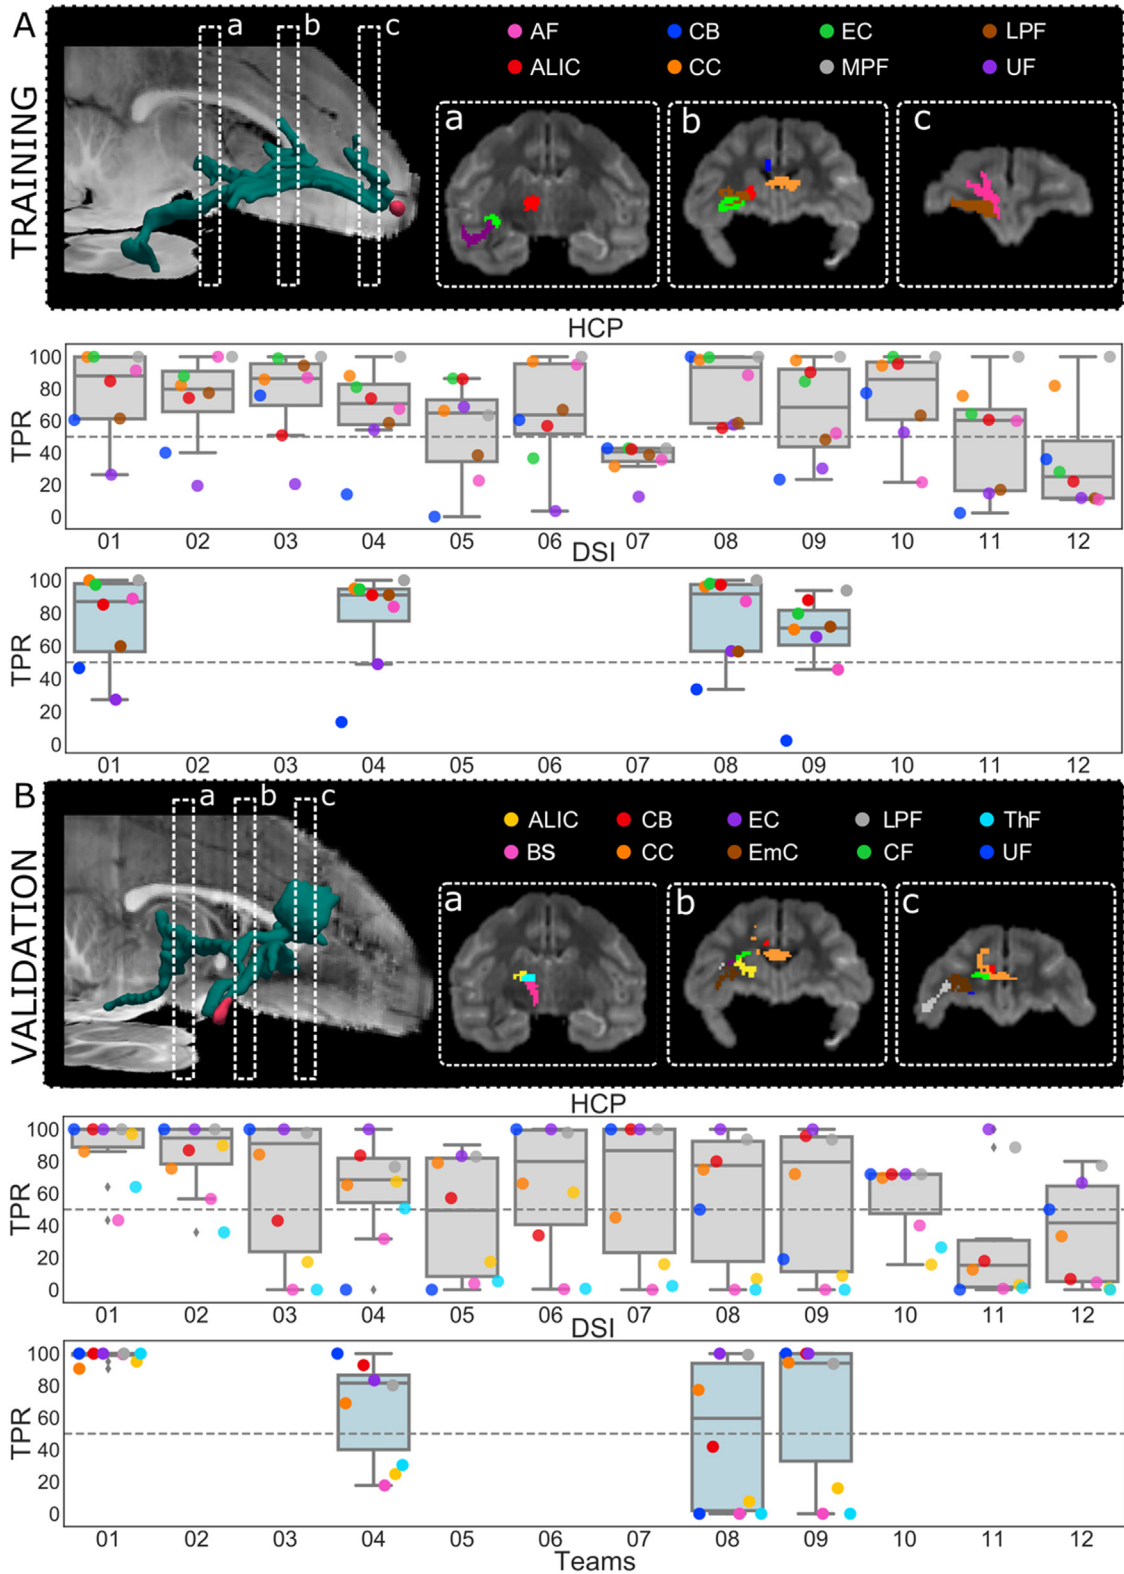 A
TRAINING
a b c
AF CB EC LPF
ALIC CC MPF UF
a b c
HCP
TPR
100
80
60
40
20
0
01 02 03 04 05 06 07 08 09 10 11 12
DSI
TPR
100
80
60
40
20
0
01 02 03 04 05 06 07 08 09 10 11 12
B
VALIDATION
a b c
ALIC CB EC LPF ThF
BS CC EmC CF UF
a b c
HCP
TPR
100
80
60
40
20
0
01 02 03 04 05 06 07 08 09 10 11 12
DSI
TPR
100
80
60
40
20
0
01 02 03 04 05 06 07 08 09 10 11 12
Teams